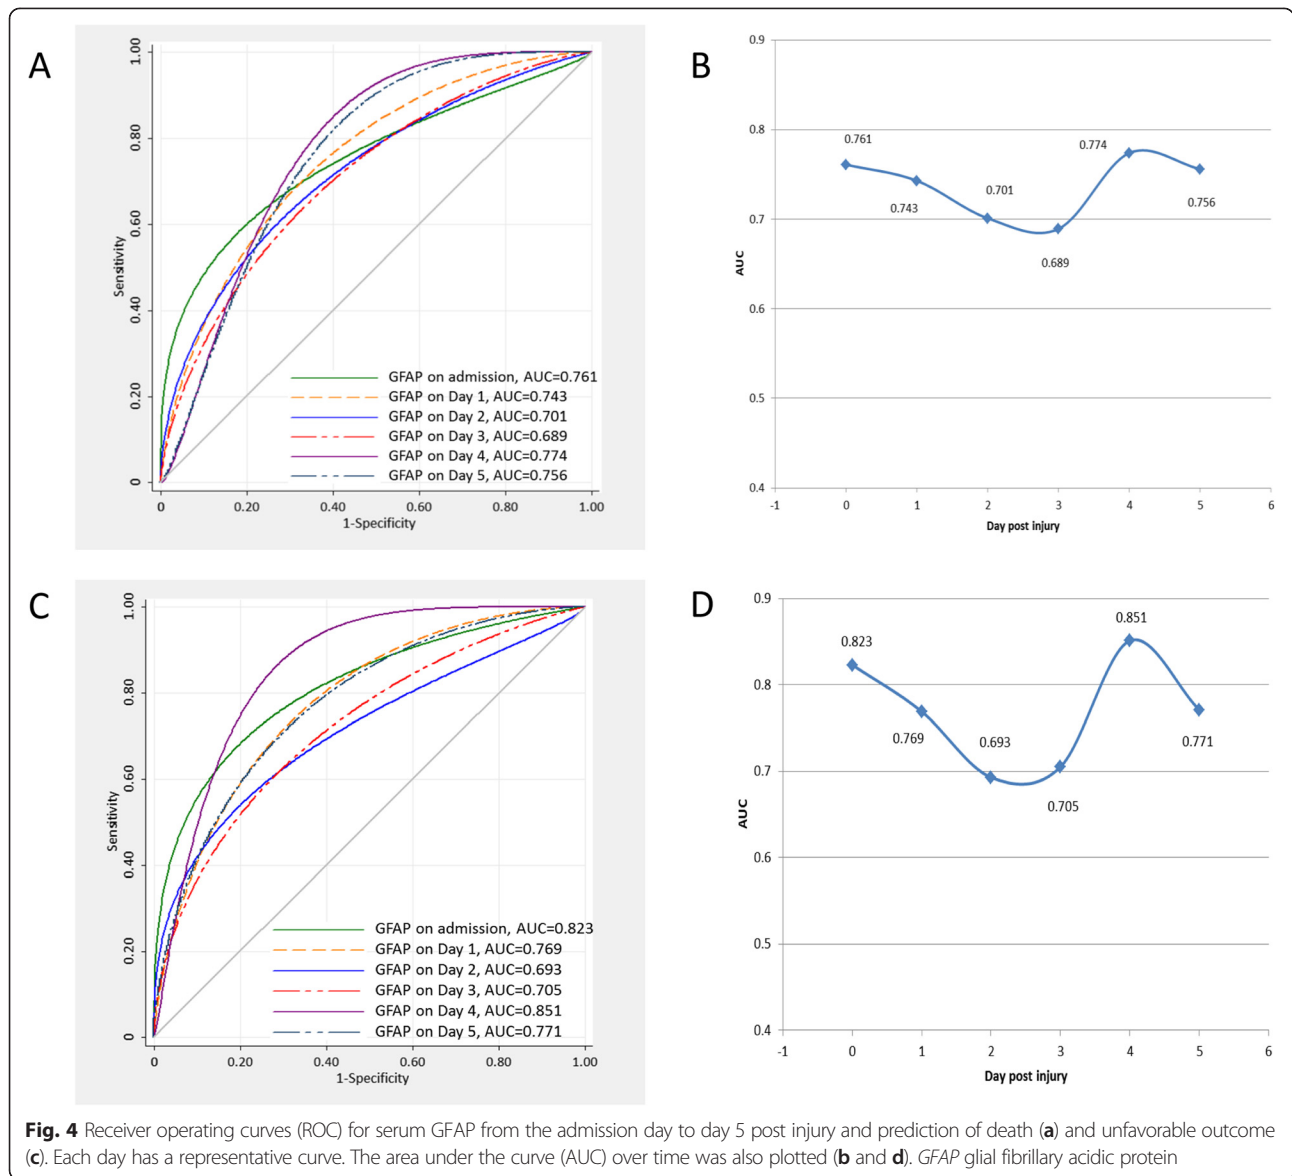 A
1.00
0.80
0.60
0.40
0.20
0
Sensitivity
GFAP on admission, AUC=0.761
GFAP on Day 1, AUC=0.743
GFAP on Day 2, AUC=0.701
GFAP on Day 3, AUC=0.689
GFAP on Day 4, AUC=0.774
GFAP on Day 5, AUC=0.756
0 0.20 0.40 0.60 0.80 1.00
1-Specificity
B
0.9
0.8
0.7
0.6
0.5
0.4
AUC
0.761
0.743
0.701
0.689
0.774
0.756
-1 0 1 2 3 4 5 6
Day post injury
C
1.00
0.80
0.60
0.40
0.20
0
Sensitivity
GFAP on admission, AUC=0.823
GFAP on Day 1, AUC=0.769
GFAP on Day 2, AUC=0.693
GFAP on Day 3, AUC=0.705
GFAP on Day 4, AUC=0.851
GFAP on Day 5, AUC=0.771
0 0.20 0.40 0.60 0.80 1.00
1-Specificity
D
0.9
0.8
0.7
0.6
0.5
0.4
AUC
0.823
0.769
0.693
0.705
0.851
0.771
-1 0 1 2 3 4 5 6
Day post injury
Fig. 4 Receiver operating curves (ROC) for serum GFAP from the admission day to day 5 post injury and prediction of death (a) and unfavorable outcome
(c). Each day has a representative curve. The area under the curve (AUC) over time was also plotted (b and d). GFAP glial fibrillary acidic protein